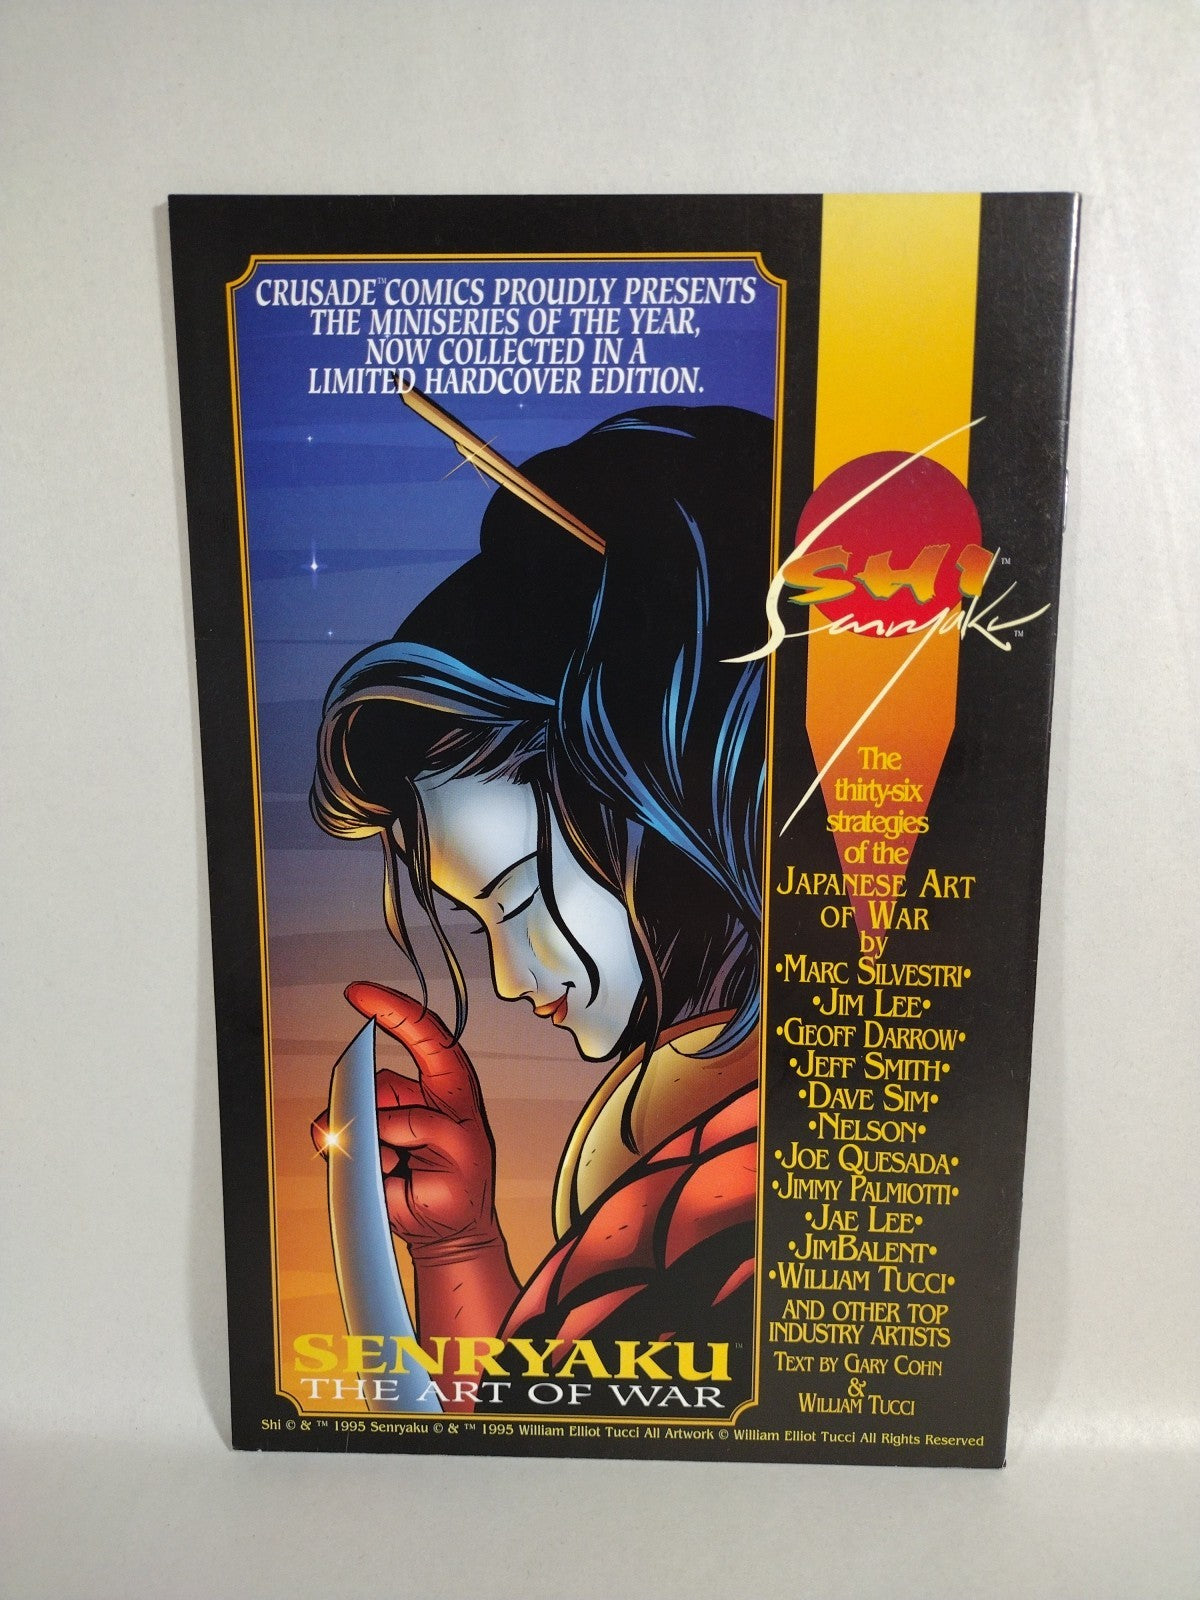 CRUSADE™ COMICS PROUDLY PRESENTS
THE MINISERIES OF THE YEAR,
NOW COLLECTED IN A
LIMITED HARDCOVER EDITION.
SHI™
Senryaku™
The
thirty-six
strategies
of the
JAPANESE ART
OF WAR
by
•MARC SILVESTRI•
•JIM LEE•
•GEOFF DARROW•
•JEFF SMITH•
•DAVE SIM•
•NELSON•
•JOE QUESADA•
•JIMMY PALMIOTTI•
•JAE LEE•
•JIMBALENT•
•WILLIAM TUCCI•
AND OTHER TOP
INDUSTRY ARTISTS
TEXT BY GARY COHN
&
WILLIAM TUCCI
SENRYAKU™
THE ART OF WAR
Shi © & ™ 1995 Senryaku © & ™ 1995 William Elliot Tucci All Artwork © William Elliot Tucci All Rights Reserved